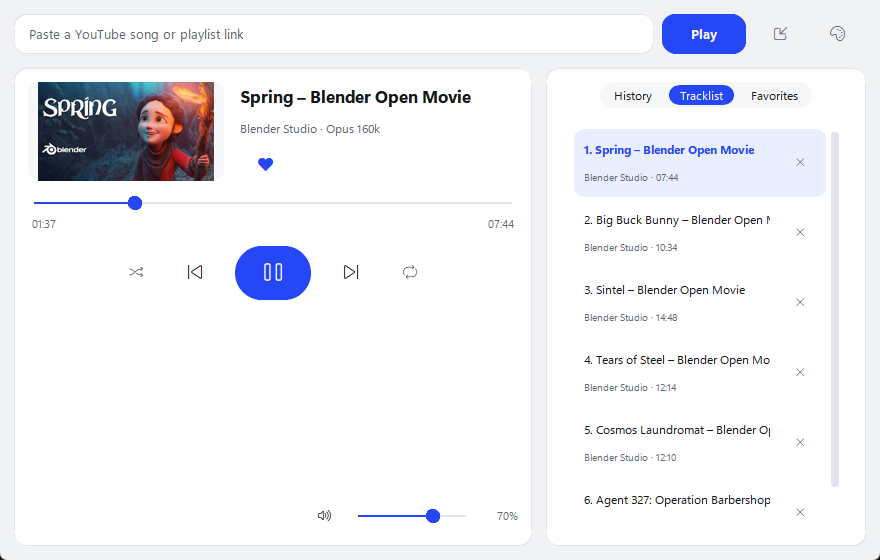 Paste a YouTube song or playlist link
Play
SPRING
blender
Spring – Blender Open Movie
Blender Studio · Opus 160k
01:37
07:44
70%
History
Tracklist
Favorites
1. Spring – Blender Open Movie
Blender Studio · 07:44
2. Big Buck Bunny – Blender Open
Blender Studio · 10:34
3. Sintel – Blender Open Movie
Blender Studio · 14:48
4. Tears of Steel – Blender Open Mo
Blender Studio · 12:14
5. Cosmos Laundromat – Blender
Blender Studio · 12:10
6. Agent 327: Operation Barbershop